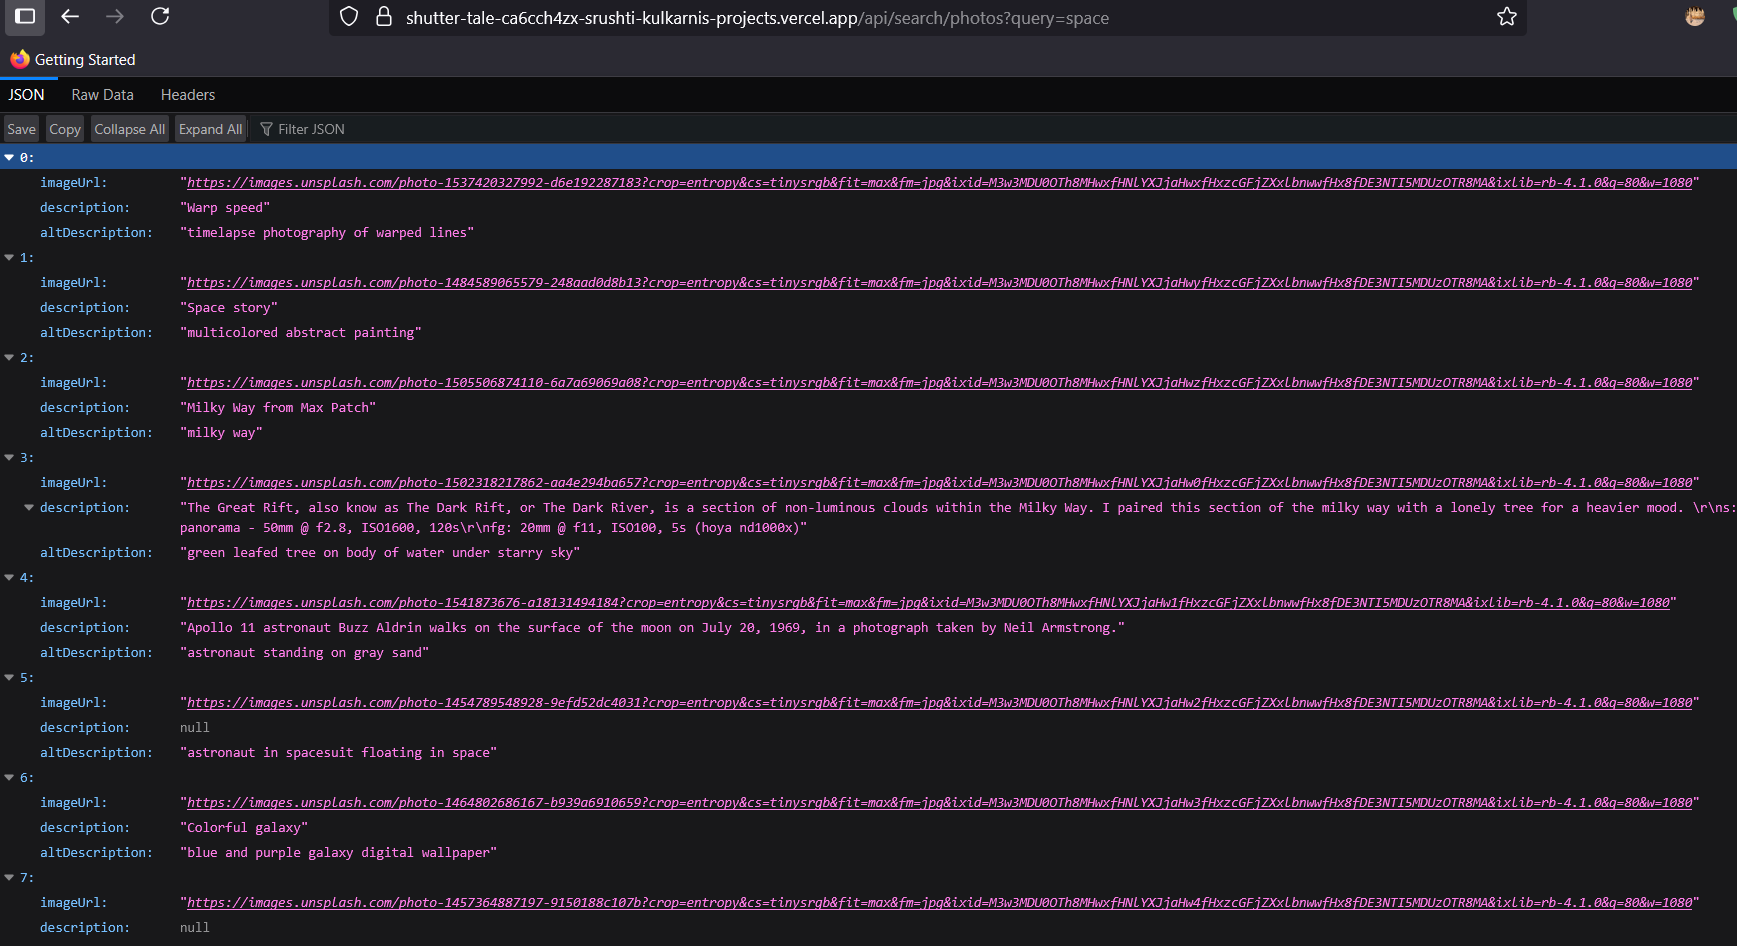 shutter-tale-ca6cch4zx-srushti-kulkarnis-projects.vercel.app/api/search/photos?query=space
Getting Started
JSON Raw Data Headers
Save Copy Collapse All Expand All Filter JSON
0:
imageUrl: "https://images.unsplash.com/photo-1537420327992-d6e192287183?crop=entropy&cs=tinysrgb&fit=max&fm=jpg&ixid=M3w3MDU0OTh8MHwxfHNlYXJjaHwxfHxzcGFjZXxlbnwwfHx8fDE3NTI5MDUzOTR8MA&ixlib=rb-4.1.0&q=80&w=1080"
description: "Warp speed"
altDescription: "timelapse photography of warped lines"
1:
imageUrl: "https://images.unsplash.com/photo-1484589065579-248aad0d8b13?crop=entropy&cs=tinysrgb&fit=max&fm=jpg&ixid=M3w3MDU0OTh8MHwxfHNlYXJjaHwyfHxzcGFjZXxlbnwwfHx8fDE3NTI5MDUzOTR8MA&ixlib=rb-4.1.0&q=80&w=1080"
description: "Space story"
altDescription: "multicolored abstract painting"
2:
imageUrl: "https://images.unsplash.com/photo-1505506874110-6a7a69069a08?crop=entropy&cs=tinysrgb&fit=max&fm=jpg&ixid=M3w3MDU0OTh8MHwxfHNlYXJjaHwzfHxzcGFjZXxlbnwwfHx8fDE3NTI5MDUzOTR8MA&ixlib=rb-4.1.0&q=80&w=1080"
description: "Milky Way from Max Patch"
altDescription: "milky way"
3:
imageUrl: "https://images.unsplash.com/photo-1502318217862-aa4e294ba657?crop=entropy&cs=tinysrgb&fit=max&fm=jpg&ixid=M3w3MDU0OTh8MHwxfHNlYXJjaHw0fHxzcGFjZXxlbnwwfHx8fDE3NTI5MDUzOTR8MA&ixlib=rb-4.1.0&q=80&w=1080"
description: "The Great Rift, also know as The Dark Rift, or The Dark River, is a section of non-luminous clouds within the Milky Way. I paired this section of the milky way with a lonely tree for a heavier mood. \r\ns:
panorama - 50mm @ f2.8, ISO1600, 120s\r\nfg: 20mm @ f11, ISO100, 5s (hoya nd1000x)"
altDescription: "green leafed tree on body of water under starry sky"
4:
imageUrl: "https://images.unsplash.com/photo-1541873676-a18131494184?crop=entropy&cs=tinysrgb&fit=max&fm=jpg&ixid=M3w3MDU0OTh8MHwxfHNlYXJjaHw1fHxzcGFjZXxlbnwwfHx8fDE3NTI5MDUzOTR8MA&ixlib=rb-4.1.0&q=80&w=1080"
description: "Apollo 11 astronaut Buzz Aldrin walks on the surface of the moon on July 20, 1969, in a photograph taken by Neil Armstrong."
altDescription: "astronaut standing on gray sand"
5:
imageUrl: "https://images.unsplash.com/photo-1454789548928-9efd52dc4031?crop=entropy&cs=tinysrgb&fit=max&fm=jpg&ixid=M3w3MDU0OTh8MHwxfHNlYXJjaHw2fHxzcGFjZXxlbnwwfHx8fDE3NTI5MDUzOTR8MA&ixlib=rb-4.1.0&q=80&w=1080"
description: null
altDescription: "astronaut in spacesuit floating in space"
6:
imageUrl: "https://images.unsplash.com/photo-1464802686167-b939a6910659?crop=entropy&cs=tinysrgb&fit=max&fm=jpg&ixid=M3w3MDU0OTh8MHwxfHNlYXJjaHw3fHxzcGFjZXxlbnwwfHx8fDE3NTI5MDUzOTR8MA&ixlib=rb-4.1.0&q=80&w=1080"
description: "Colorful galaxy"
altDescription: "blue and purple galaxy digital wallpaper"
7:
imageUrl: "https://images.unsplash.com/photo-1457364887197-9150188c107b?crop=entropy&cs=tinysrgb&fit=max&fm=jpg&ixid=M3w3MDU0OTh8MHwxfHNlYXJjaHw4fHxzcGFjZXxlbnwwfHx8fDE3NTI5MDUzOTR8MA&ixlib=rb-4.1.0&q=80&w=1080"
description: null